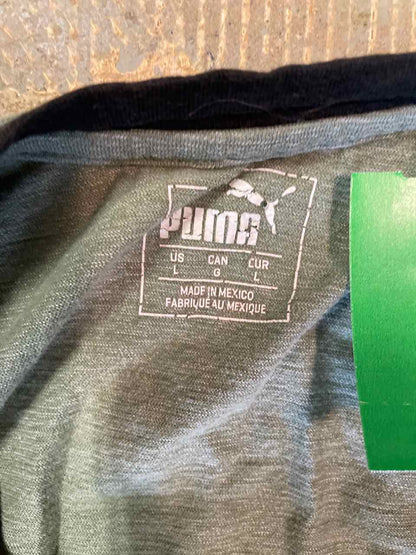 PUMA
US CAN EUR
L G L
MADE IN MEXICO
FABRIQUÉ AU MEXIQUE